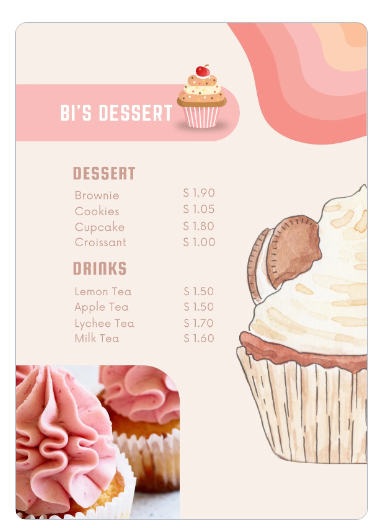 BI'S DESSERT
DESSERT
Brownie $ 1.90
Cookies $ 1.05
Cupcake $ 1.80
Croissant $ 1.00
DRINKS
Lemon Tea $ 1.50
Apple Tea $ 1.50
Lychee Tea $ 1.70
Milk Tea $ 1.60